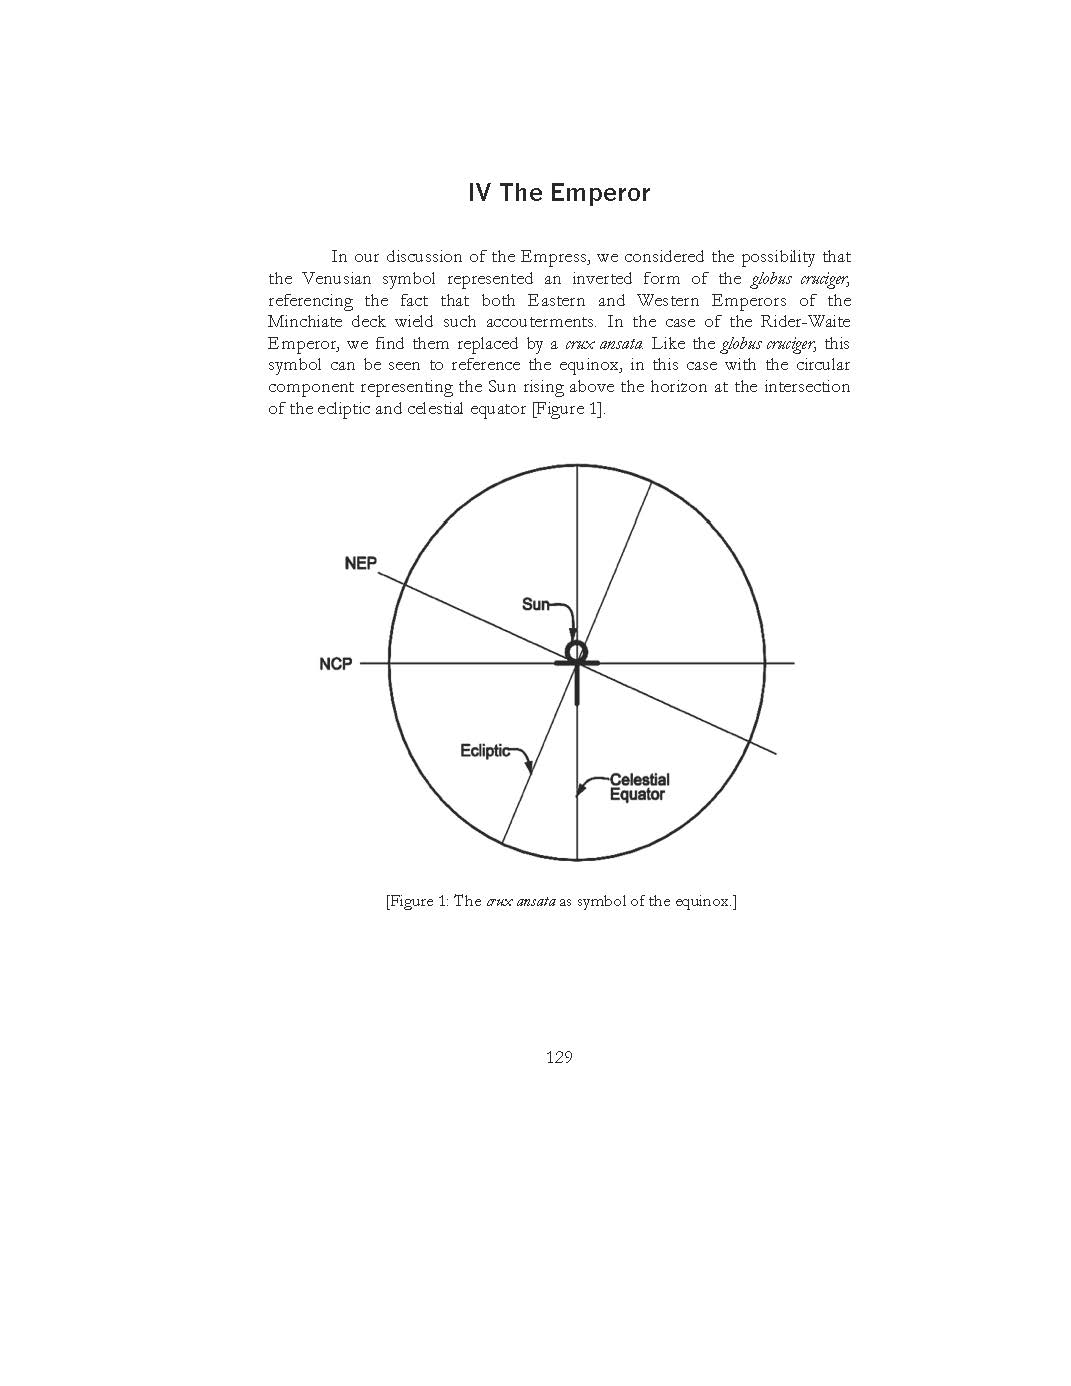 IV The Emperor
In our discussion of the Empress, we considered the possibility that
the Venusian symbol represented an inverted form of the globus cruciger,
referencing the fact that both Eastern and Western Emperors of the
Minchiate deck wield such accouterments. In the case of the Rider-Waite
Emperor, we find them replaced by a crux ansata. Like the globus cruciger, this
symbol can be seen to reference the equinox, in this case with the circular
component representing the Sun rising above the horizon at the intersection
of the ecliptic and celestial equator [Figure 1].
NEP
Sun
NCP
Ecliptic
Celestial
Equator
[Figure 1: The crux ansata as symbol of the equinox.]
129